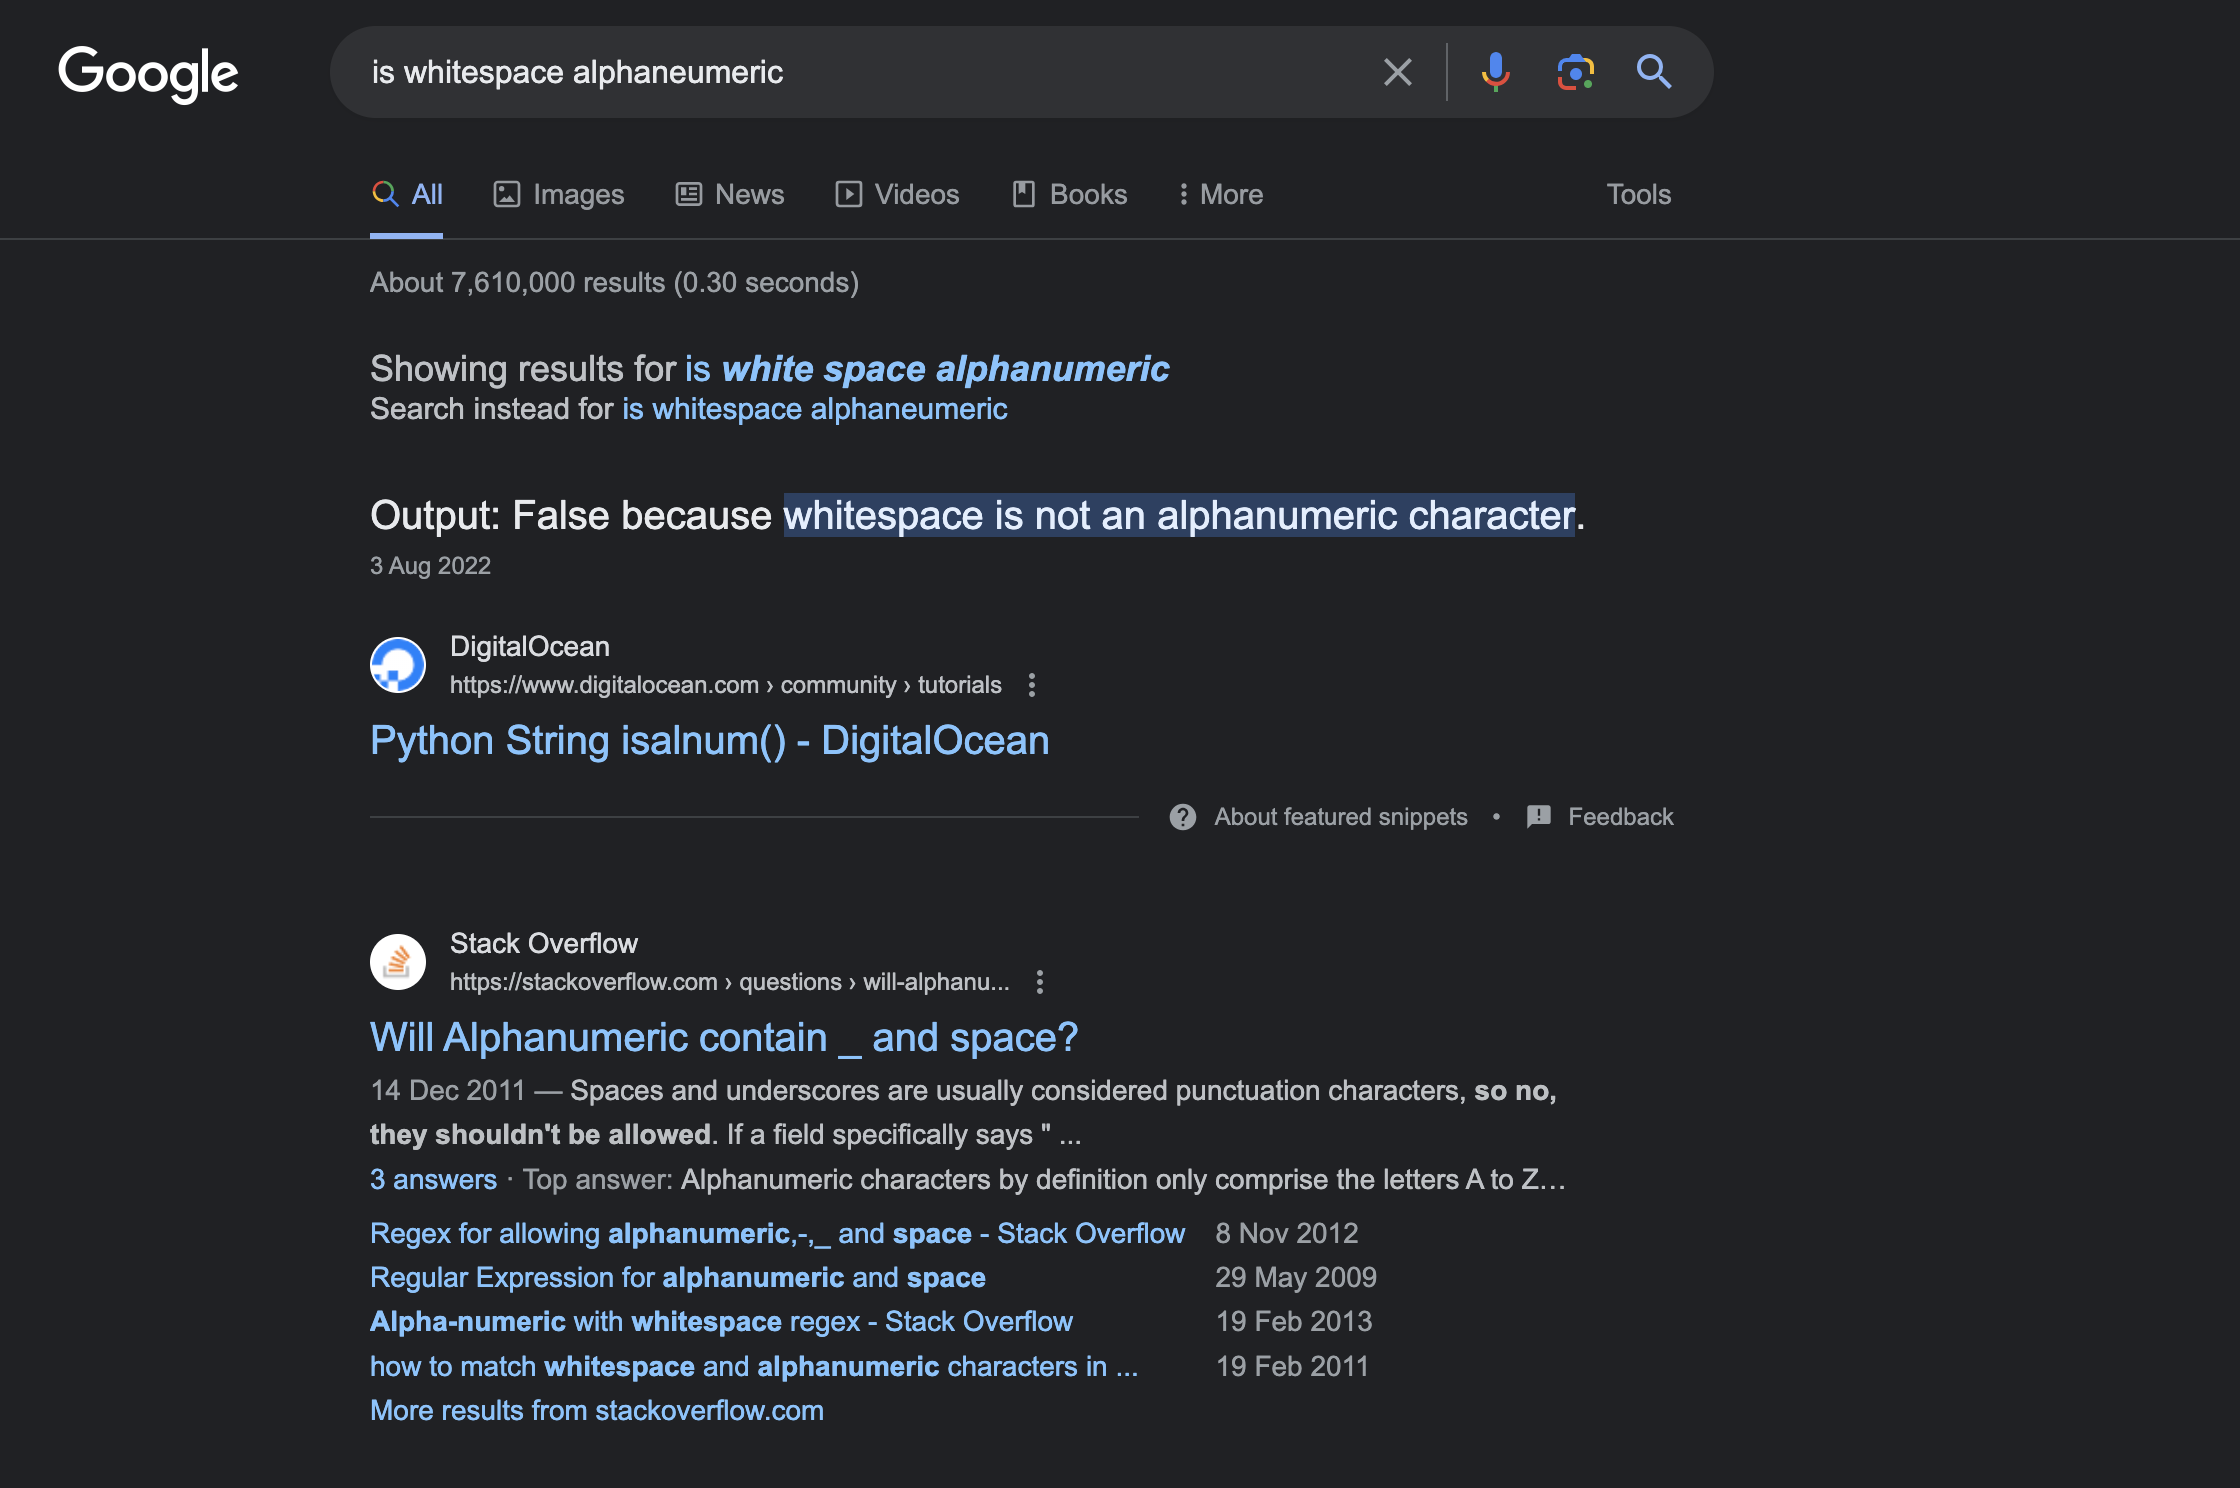 Google
is whitespace alphaneumeric
All Images News Videos Books More Tools
About 7,610,000 results (0.30 seconds)
Showing results for is white space alphanumeric
Search instead for is whitespace alphaneumeric
Output: False because whitespace is not an alphanumeric character.
3 Aug 2022
DigitalOcean
https://www.digitalocean.com › community › tutorials
Python String isalnum() - DigitalOcean
About featured snippets • Feedback
Stack Overflow
https://stackoverflow.com › questions › will-alphanu...
Will Alphanumeric contain _ and space?
14 Dec 2011 — Spaces and underscores are usually considered punctuation characters, so no,
they shouldn't be allowed. If a field specifically says " ...
3 answers · Top answer: Alphanumeric characters by definition only comprise the letters A to Z...
Regex for allowing alphanumeric,-,_ and space - Stack Overflow 8 Nov 2012
Regular Expression for alphanumeric and space 29 May 2009
Alpha-numeric with whitespace regex - Stack Overflow 19 Feb 2013
how to match whitespace and alphanumeric characters in ... 19 Feb 2011
More results from stackoverflow.com